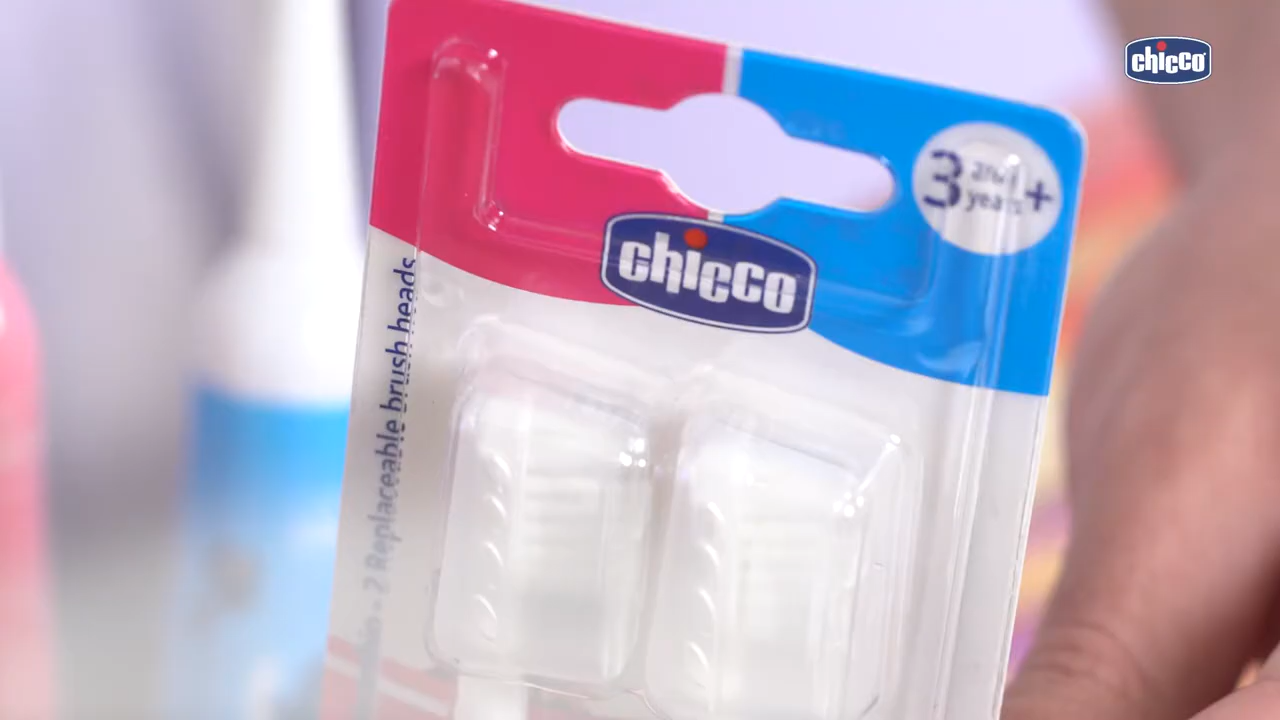 chicco
3 and + years
chicco
2 Replaceable brush heads